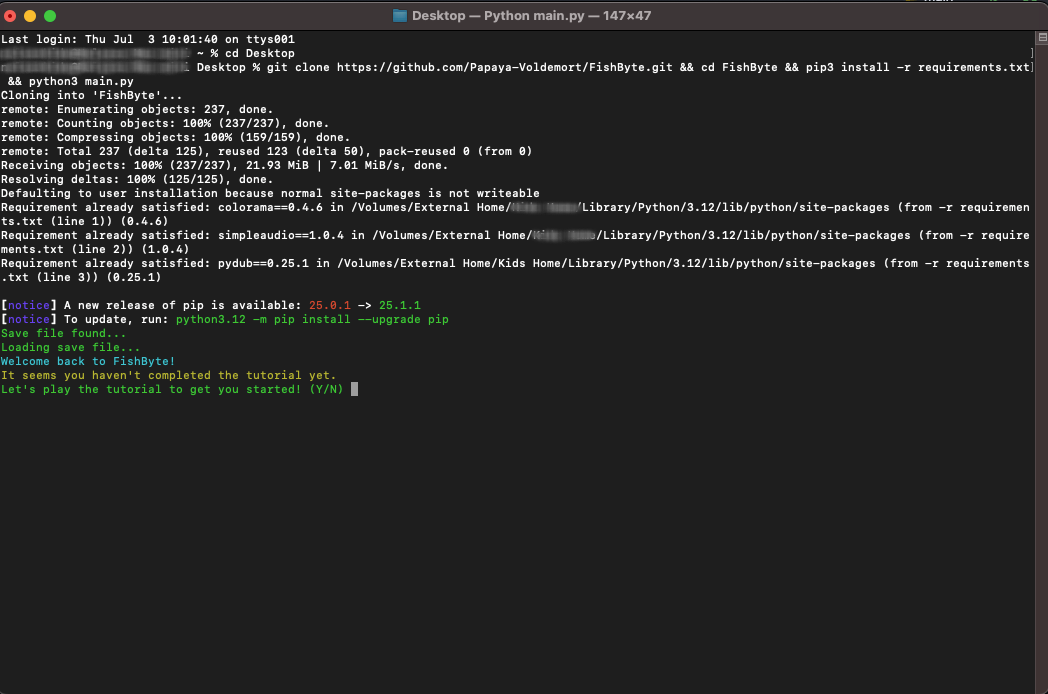 Desktop — Python main.py — 147×47
Last login: Thu Jul  3 10:01:40 on ttys001
~ % cd Desktop
Desktop % git clone https://github.com/Papaya-Voldemort/FishByte.git && cd FishByte && pip3 install -r requirements.txt
&& python3 main.py
Cloning into 'FishByte'...
remote: Enumerating objects: 237, done.
remote: Counting objects: 100% (237/237), done.
remote: Compressing objects: 100% (159/159), done.
remote: Total 237 (delta 125), reused 123 (delta 50), pack-reused 0 (from 0)
Receiving objects: 100% (237/237), 21.93 MiB | 7.01 MiB/s, done.
Resolving deltas: 100% (125/125), done.
Defaulting to user installation because normal site-packages is not writeable
Requirement already satisfied: colorama==0.4.6 in /Volumes/External Home/ /Library/Python/3.12/lib/python/site-packages (from -r requiremen
ts.txt (line 1)) (0.4.6)
Requirement already satisfied: simpleaudio==1.0.4 in /Volumes/External Home/ /Library/Python/3.12/lib/python/site-packages (from -r require
ments.txt (line 2)) (1.0.4)
Requirement already satisfied: pydub==0.25.1 in /Volumes/External Home/Kids Home/Library/Python/3.12/lib/python/site-packages (from -r requirements
.txt (line 3)) (0.25.1)
[notice] A new release of pip is available: 25.0.1 -> 25.1.1
[notice] To update, run: python3.12 -m pip install --upgrade pip
Save file found...
Loading save file...
Welcome back to FishByte!
It seems you haven't completed the tutorial yet.
Let's play the tutorial to get you started! (Y/N)